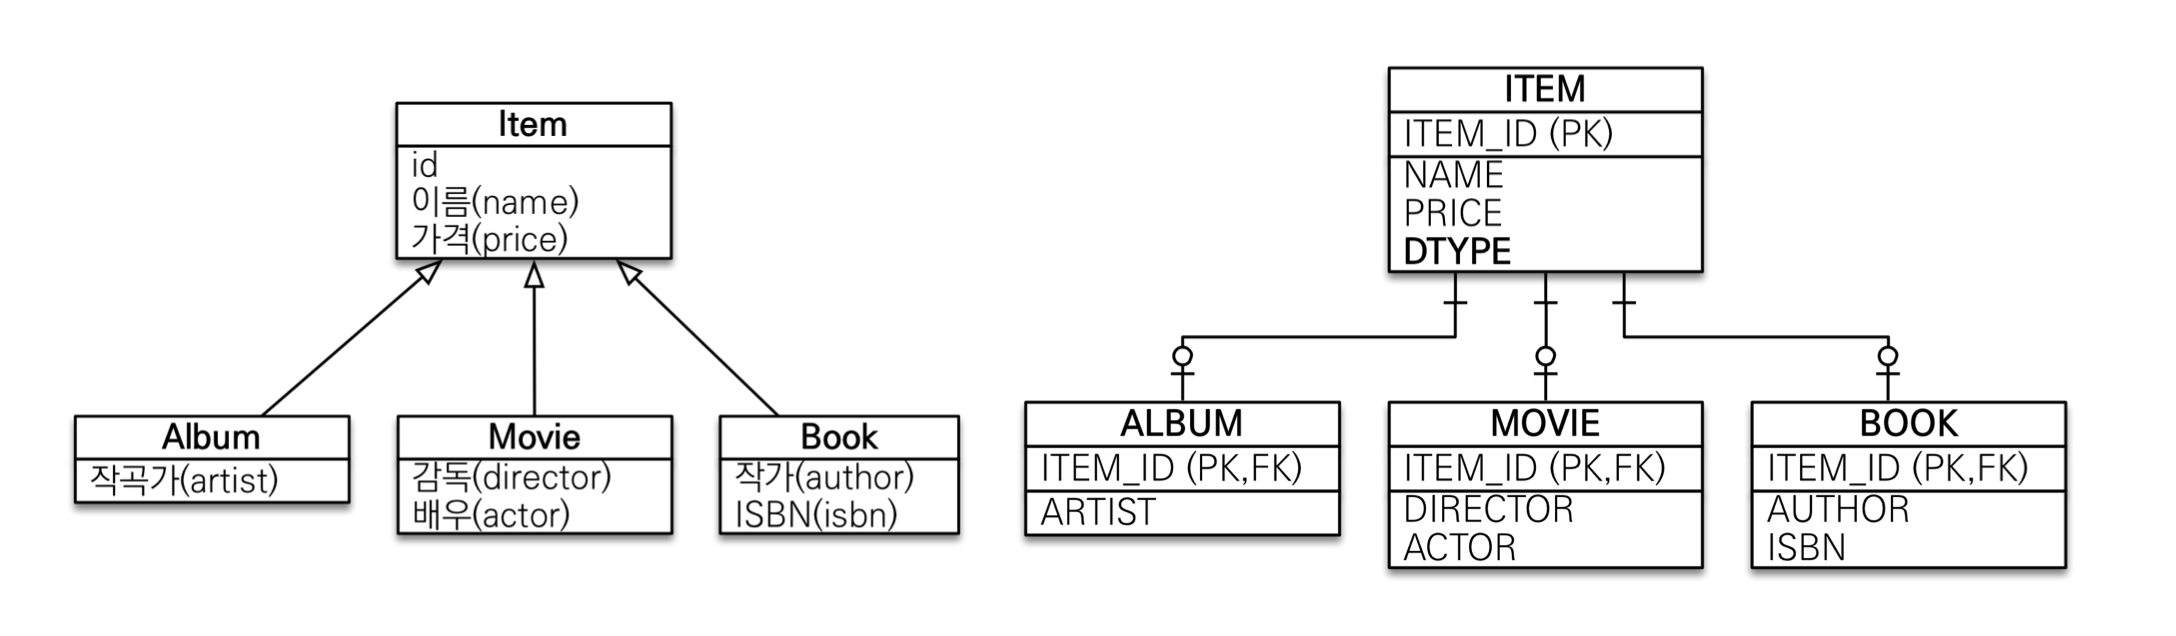 Item
id
이름(name)
가격(price)
Album
작곡가(artist)
Movie
감독(director)
배우(actor)
Book
작가(author)
ISBN(isbn)
ITEM
ITEM_ID (PK)
NAME
PRICE
DTYPE
ALBUM
ITEM_ID (PK,FK)
ARTIST
MOVIE
ITEM_ID (PK,FK)
DIRECTOR
ACTOR
BOOK
ITEM_ID (PK,FK)
AUTHOR
ISBN